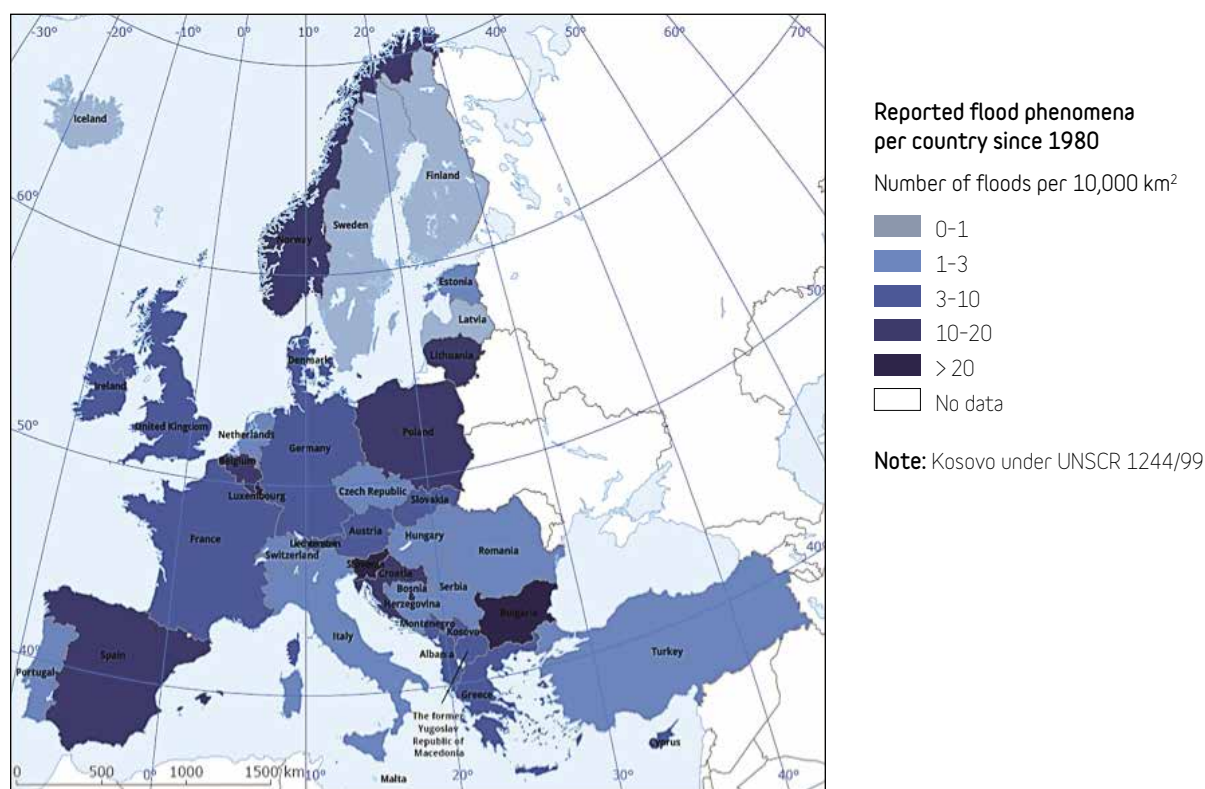 -30° -20° -10° 0° 10° 20° 30° 40° 50° 60° 70°
Iceland
60°
Finland
Sweden
Norway
50°
Estonia
Latvia
Denmark
Lithuania
Ireland
United Kingdom
50°
Netherlands
Poland
Germany
Belgium
Luxembourg
Czech Republic
Slovakia
France
Austria
Hungary
40°
Liechtenstein
Switzerland
Romania
Slovenia
Croatia
Bosnia
Serbia
Herzegovina
Bulgaria
Montenegro
Kosovo
Italy
40°
Spain
Albania
Turkey
Portugal
Greece
The former
Yugoslav
Republic of
Macedonia
Cyprus
0 500 0° 1000 1500 km 10° 20° 30° 40°
Malta
Reported flood phenomena
per country since 1980
Number of floods per 10,000 km²
0-1
1-3
3-10
10-20
> 20
No data
Note: Kosovo under UNSCR 1244/99